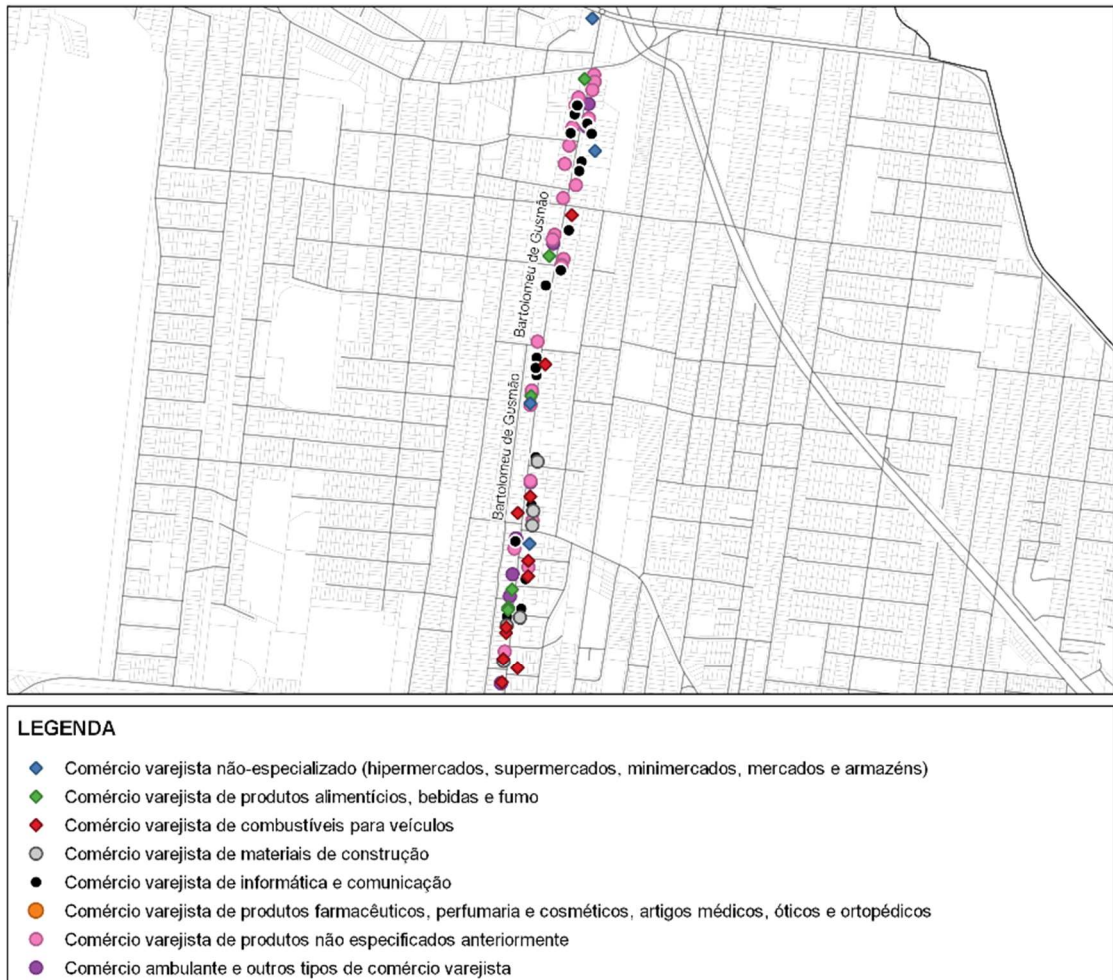 Bartolomeu de Gusmão
Bartolomeu de Gusmão
LEGENDA
Comércio varejista não-especializado (hipermercados, supermercados, minimercados, mercados e armazéns)
Comércio varejista de produtos alimentícios, bebidas e fumo
Comércio varejista de combustíveis para veículos
Comércio varejista de materiais de construção
Comércio varejista de informática e comunicação
Comércio varejista de produtos farmacêuticos, perfumaria e cosméticos, artigos médicos, óticos e ortopédicos
Comércio varejista de produtos não especificados anteriormente
Comércio ambulante e outros tipos de comércio varejista